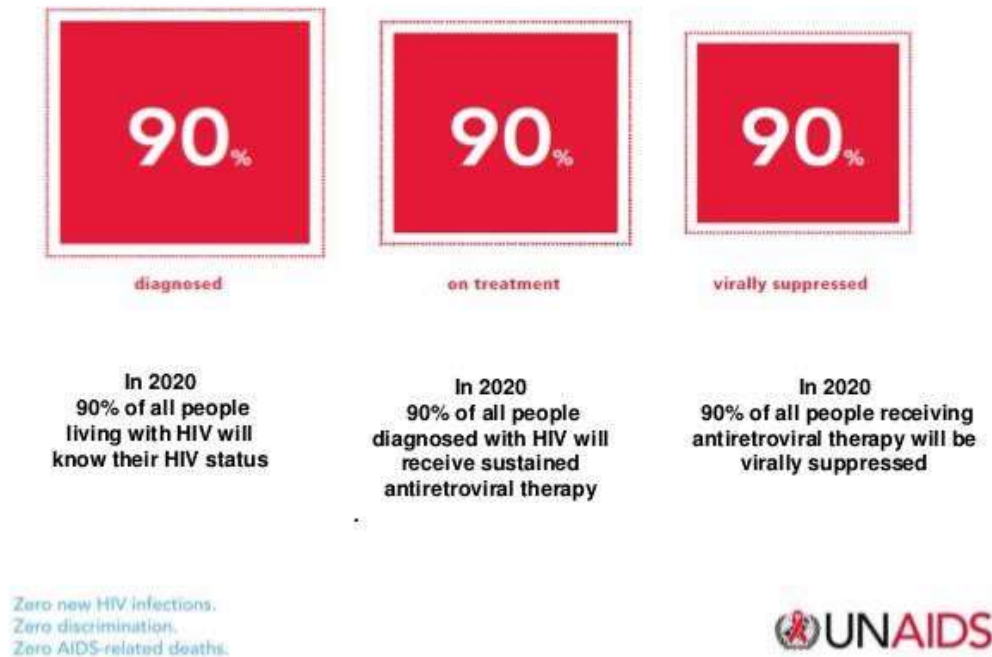 90%
diagnosed
In 2020
90% of all people
living with HIV will
know their HIV status
90%
on treatment
In 2020
90% of all people
diagnosed with HIV will
receive sustained
antiretroviral therapy
.
90%
virally suppressed
In 2020
90% of all people receiving
antiretroviral therapy will be
virally suppressed
Zero new HIV infections.
Zero discrimination.
Zero AIDS-related deaths.
UNAIDS